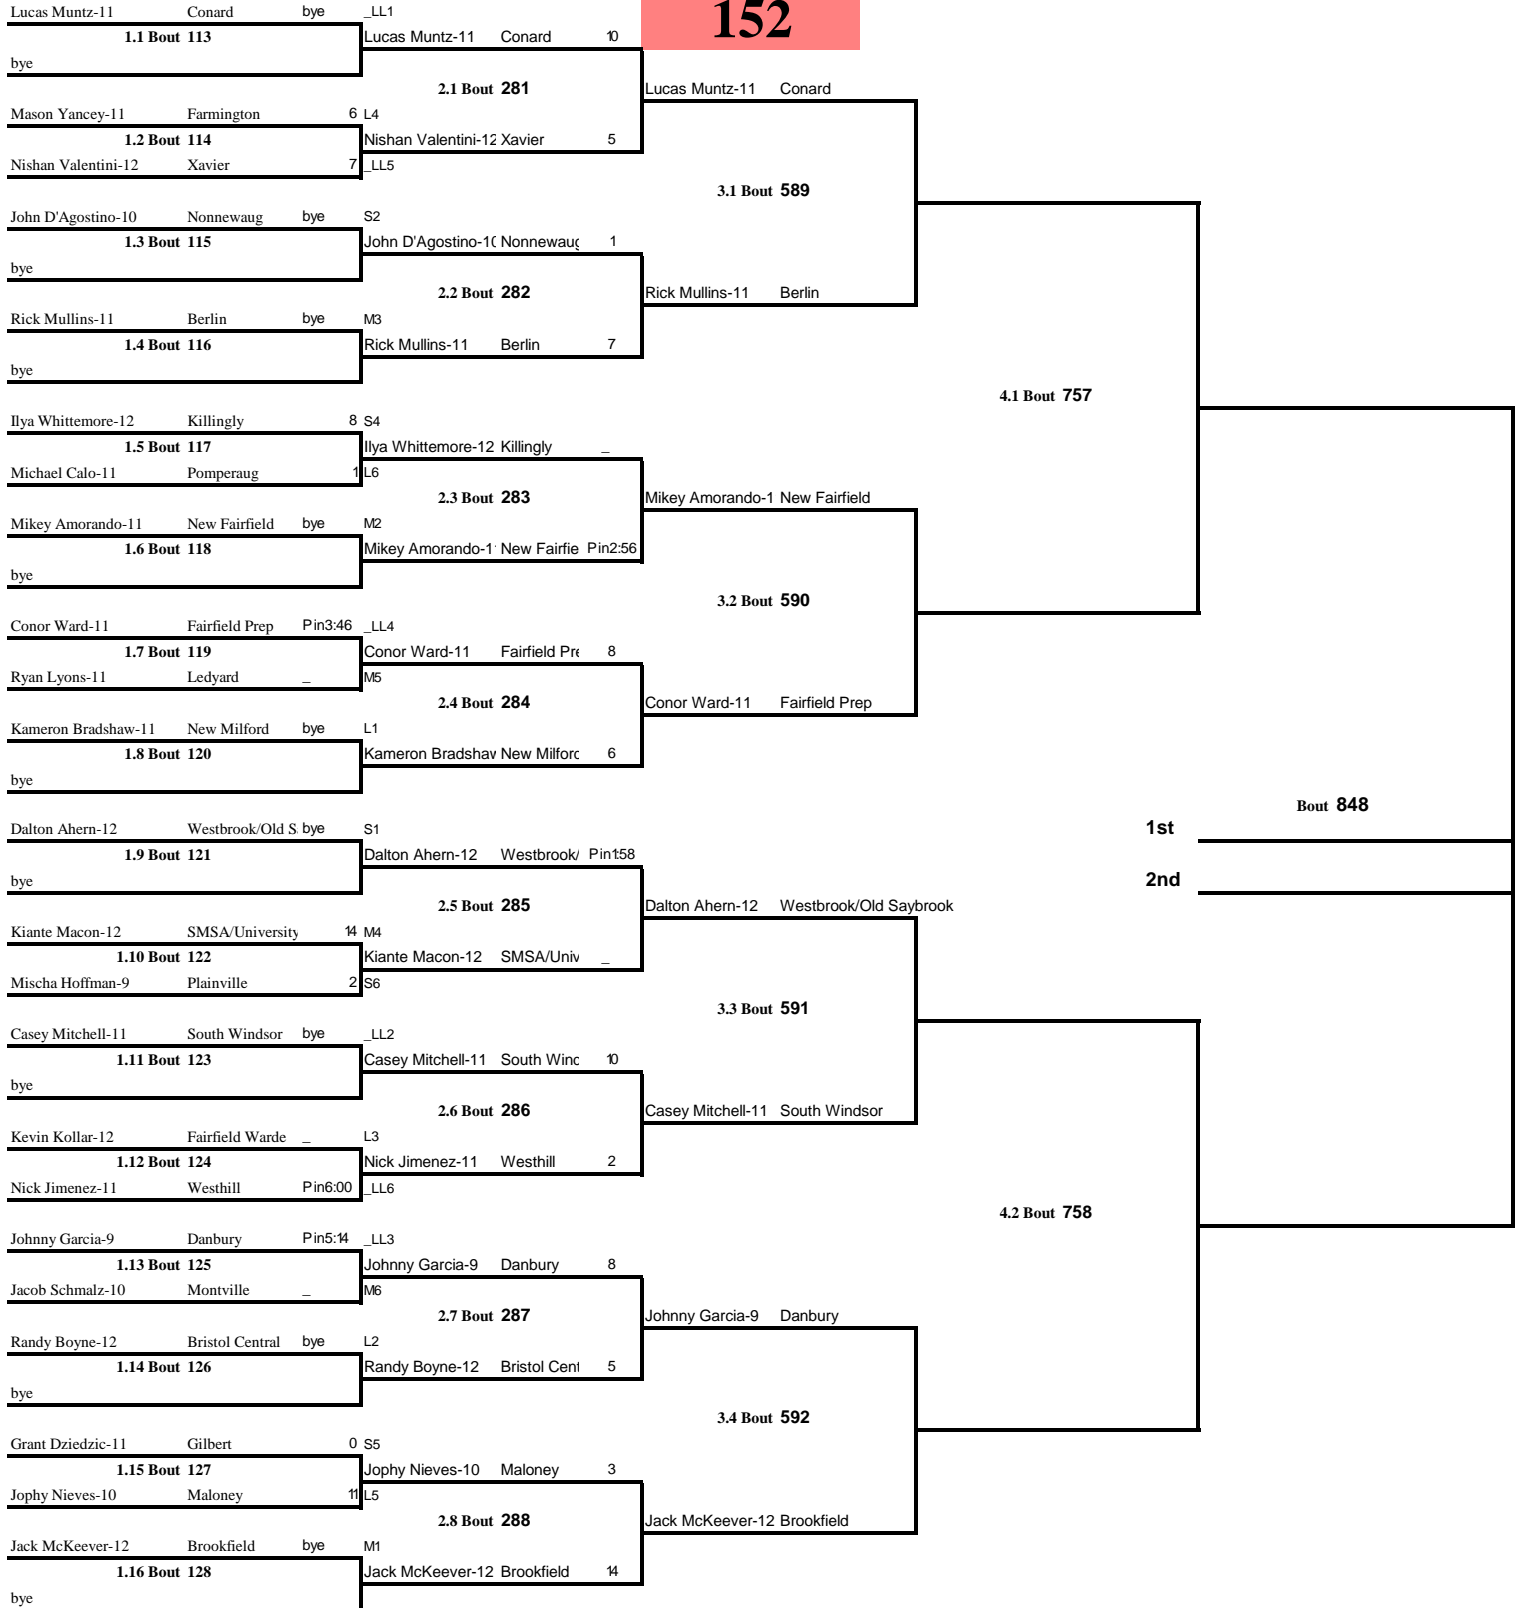 152
Lucas Muntz-11 Conard bye _LL1
1.1 Bout 113 Lucas Muntz-11 Conard 10
bye
2.1 Bout 281 Lucas Muntz-11 Conard
Mason Yancey-11 Farmington 6 L4
1.2 Bout 114 Nishan Valentini-12 Xavier 5
Nishan Valentini-12 Xavier 7 _LL5
3.1 Bout 589
John D'Agostino-10 Nonnewaug bye S2
1.3 Bout 115 John D'Agostino-1( Nonnewaug 1
bye
2.2 Bout 282 Rick Mullins-11 Berlin
Rick Mullins-11 Berlin bye M3
1.4 Bout 116 Rick Mullins-11 Berlin 7
bye
4.1 Bout 757
Ilya Whittemore-12 Killingly 8 S4
1.5 Bout 117 Ilya Whittemore-12 Killingly _
Michael Calo-11 Pomperaug 1 L6
2.3 Bout 283 Mikey Amorando-1 New Fairfield
Mikey Amorando-11 New Fairfield bye M2
1.6 Bout 118 Mikey Amorando-1 New Fairfie Pin2:56
bye
3.2 Bout 590
Conor Ward-11 Fairfield Prep Pin3:46 _LL4
1.7 Bout 119 Conor Ward-11 Fairfield Pre 8
Ryan Lyons-11 Ledyard _ M5
2.4 Bout 284 Conor Ward-11 Fairfield Prep
Kameron Bradshaw-11 New Milford bye L1
1.8 Bout 120 Kameron Bradshaw New Milford 6
bye
Bout 848
Dalton Ahern-12 Westbrook/Old S bye S1 1st
1.9 Bout 121 Dalton Ahern-12 Westbrook/ Pin1:58
bye 2nd
2.5 Bout 285 Dalton Ahern-12 Westbrook/Old Saybrook
Kiante Macon-12 SMSA/University 14 M4
1.10 Bout 122 Kiante Macon-12 SMSA/Univ _
Mischa Hoffman-9 Plainville 2 S6
3.3 Bout 591
Casey Mitchell-11 South Windsor bye _LL2
1.11 Bout 123 Casey Mitchell-11 South Wind 10
bye
2.6 Bout 286 Casey Mitchell-11 South Windsor
Kevin Kollar-12 Fairfield Warde _ L3
1.12 Bout 124 Nick Jimenez-11 Westhill 2
Nick Jimenez-11 Westhill Pin6:00 _LL6
4.2 Bout 758
Johnny Garcia-9 Danbury Pin5:14 _LL3
1.13 Bout 125 Johnny Garcia-9 Danbury 8
Jacob Schmalz-10 Montville _ M6
2.7 Bout 287 Johnny Garcia-9 Danbury
Randy Boyne-12 Bristol Central bye L2
1.14 Bout 126 Randy Boyne-12 Bristol Cent 5
bye
3.4 Bout 592
Grant Dziedzic-11 Gilbert 0 S5
1.15 Bout 127 Jophy Nieves-10 Maloney 3
Jophy Nieves-10 Maloney 11 L5
2.8 Bout 288 Jack McKeever-12 Brookfield
Jack McKeever-12 Brookfield bye M1
1.16 Bout 128 Jack McKeever-12 Brookfield 14
bye